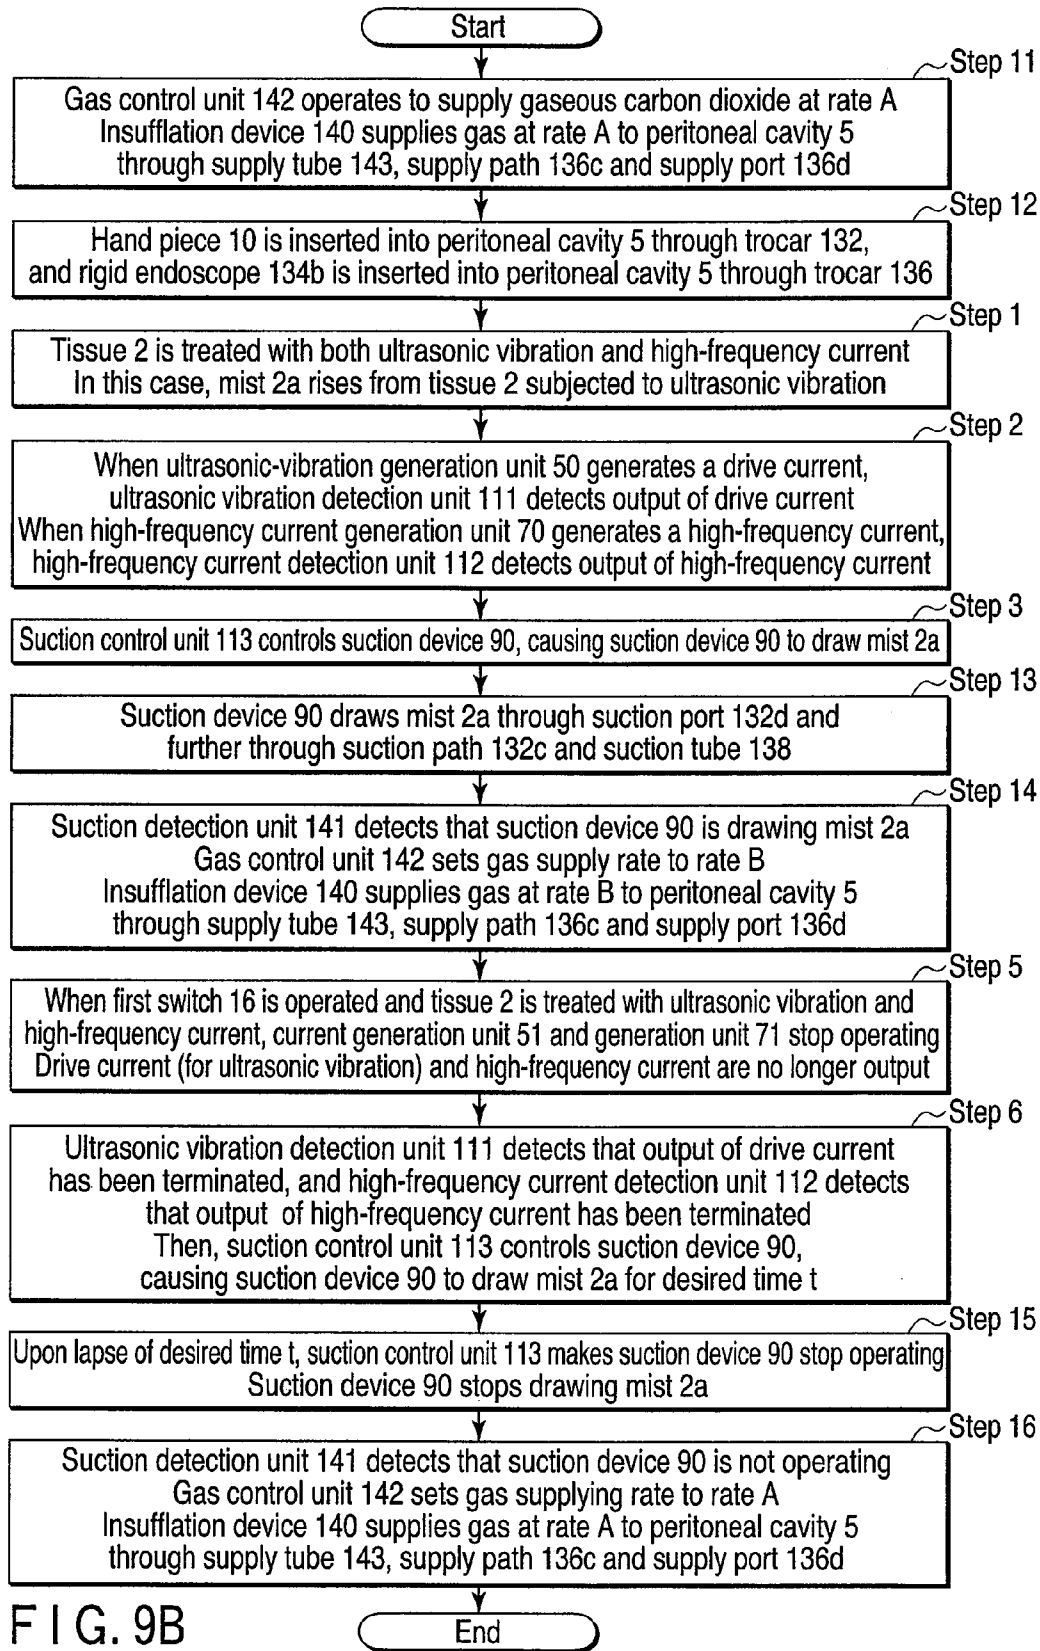 Start
Step 11
Gas control unit 142 operates to supply gaseous carbon dioxide at rate A
Insufflation device 140 supplies gas at rate A to peritoneal cavity 5
through supply tube 143, supply path 136c and supply port 136d
Step 12
Hand piece 10 is inserted into peritoneal cavity 5 through trocar 132,
and rigid endoscope 134b is inserted into peritoneal cavity 5 through trocar 136
Step 1
Tissue 2 is treated with both ultrasonic vibration and high-frequency current
In this case, mist 2a rises from tissue 2 subjected to ultrasonic vibration
Step 2
When ultrasonic-vibration generation unit 50 generates a drive current,
ultrasonic vibration detection unit 111 detects output of drive current
When high-frequency current generation unit 70 generates a high-frequency current,
high-frequency current detection unit 112 detects output of high-frequency current
Step 3
Suction control unit 113 controls suction device 90, causing suction device 90 to draw mist 2a
Step 13
Suction device 90 draws mist 2a through suction port 132d and
further through suction path 132c and suction tube 138
Step 14
Suction detection unit 141 detects that suction device 90 is drawing mist 2a
Gas control unit 142 sets gas supply rate to rate B
Insufflation device 140 supplies gas at rate B to peritoneal cavity 5
through supply tube 143, supply path 136c and supply port 136d
Step 5
When first switch 16 is operated and tissue 2 is treated with ultrasonic vibration and
high-frequency current, current generation unit 51 and generation unit 71 stop operating
Drive current (for ultrasonic vibration) and high-frequency current are no longer output
Step 6
Ultrasonic vibration detection unit 111 detects that output of drive current
has been terminated, and high-frequency current detection unit 112 detects
that output of high-frequency current has been terminated
Then, suction control unit 113 controls suction device 90,
causing suction device 90 to draw mist 2a for desired time t
Step 15
Upon lapse of desired time t, suction control unit 113 makes suction device 90 stop operating
Suction device 90 stops drawing mist 2a
Step 16
Suction detection unit 141 detects that suction device 90 is not operating
Gas control unit 142 sets gas supplying rate to rate A
Insufflation device 140 supplies gas at rate A to peritoneal cavity 5
through supply tube 143, supply path 136c and supply port 136d
End
FIG. 9B